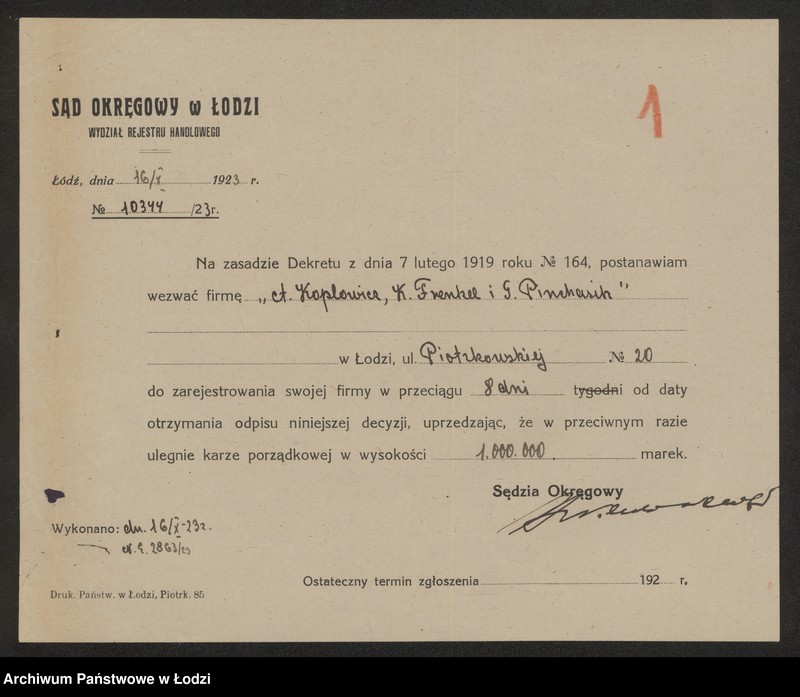 1
SĄD OKRĘGOWY w ŁODZI
WYDZIAŁ REJESTRU HANDLOWEGO
Łódź, dnia 16/X 1923 r.
№ 10344 /23r.
Na zasadzie Dekretu z dnia 7 lutego 1919 roku № 164, postanawiam
wezwać firmę „A. Koplowicz, K. Frenkel i G. Pinchasik”
w Łodzi, ul. Piotrkowskiej № 20
do zarejestrowania swojej firmy w przeciągu 8 dni tygodni od daty
otrzymania odpisu niniejszej decyzji, uprzedzając, że w przeciwnym razie
ulegnie karze porządkowej w wysokości 1.000.000 marek.
Sędzia Okręgowy
Wykonano: dn. 16/X-23r.
2863/23
Ostateczny termin zgłoszenia 192 r.
Druk. Państw. w Łodzi, Piotrk. 85
Archiwum Państwowe w Łodzi